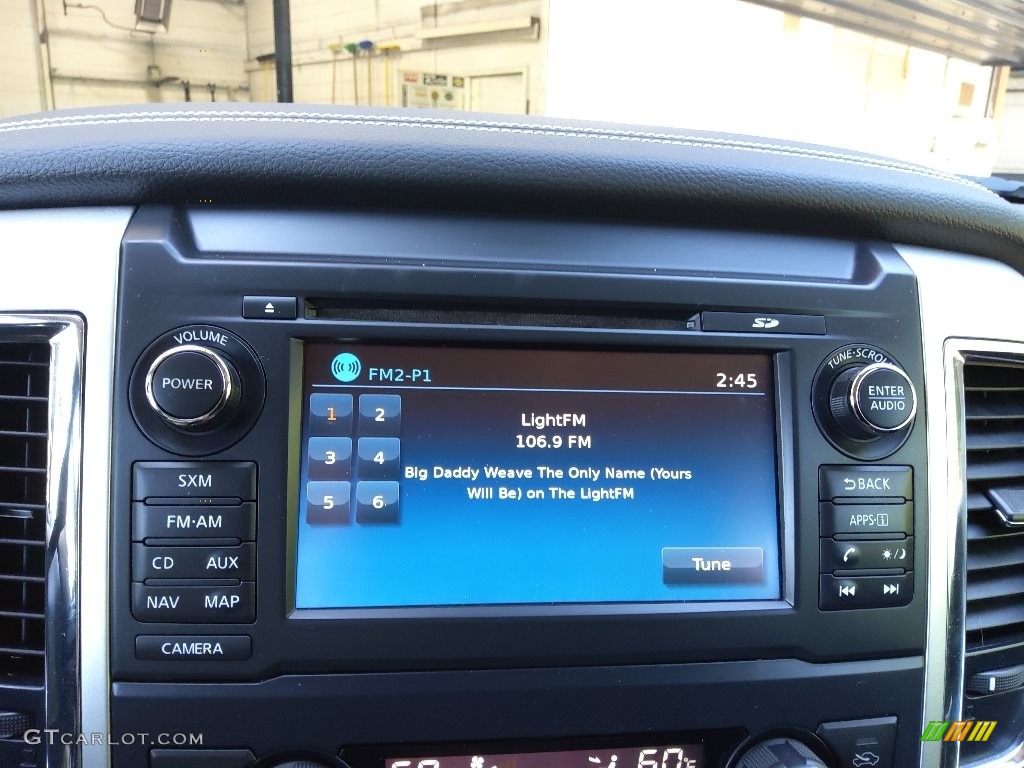 VOLUME
POWER
SD
TUNE·SCROLL
ENTER
AUDIO
FM2-P1
2:45
1 2
3 4
5 6
LightFM
106.9 FM
Big Daddy Weave The Only Name (Yours
Will Be) on The LightFM
Tune
SXM
FM·AM
CD AUX
NAV MAP
CAMERA
BACK
APPS·i
60
GTCARLOT.COM